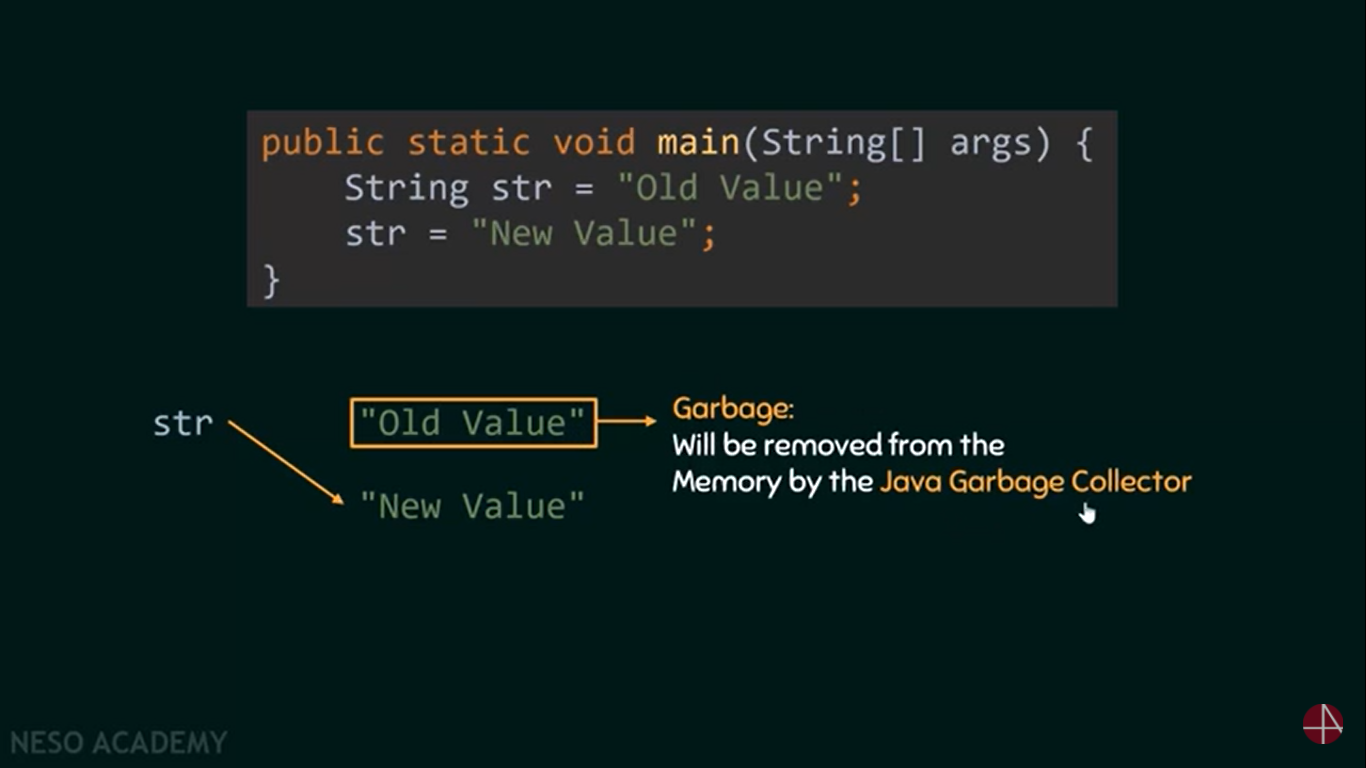 public static void main(String[] args) {
String str = "Old Value";
str = "New Value";
}
str
"Old Value"
Garbage:
Will be removed from the
Memory by the Java Garbage Collector
"New Value"
NESO ACADEMY